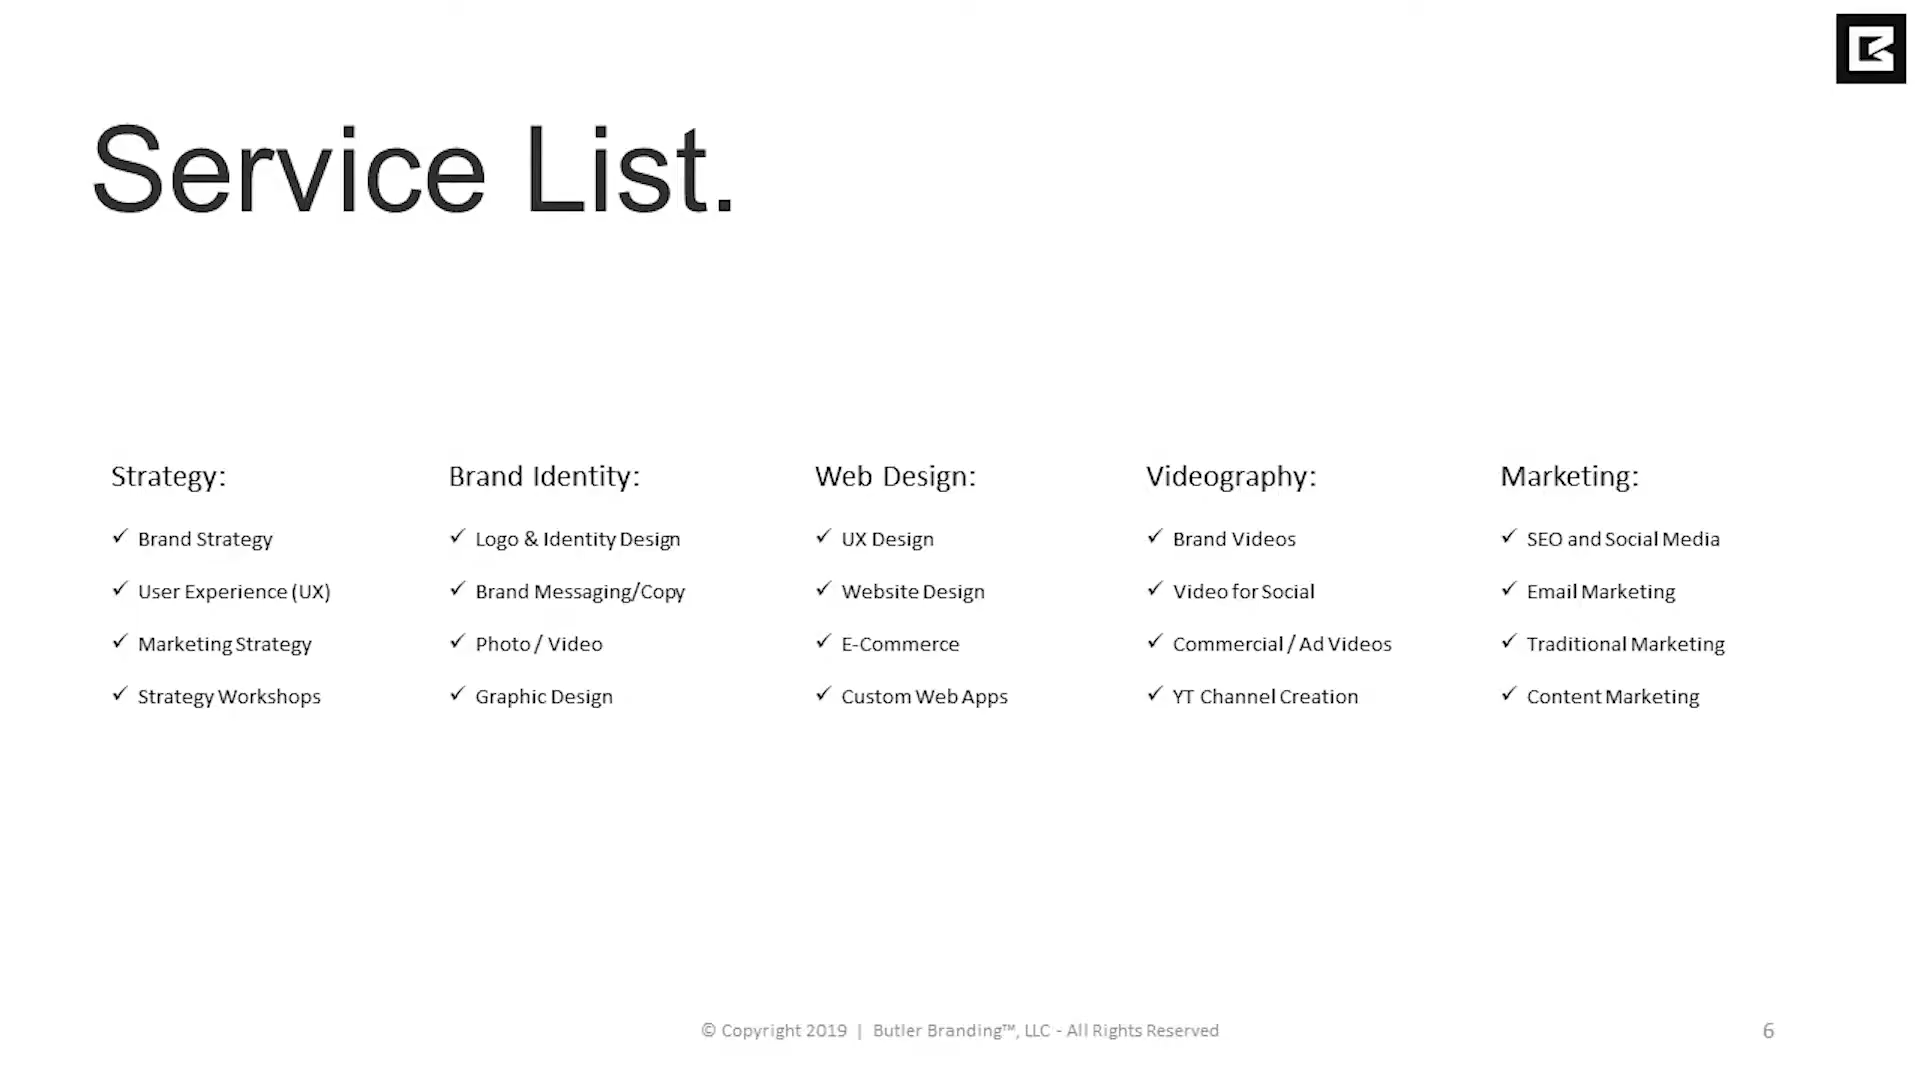 Service List.
Strategy:
✓ Brand Strategy
✓ User Experience (UX)
✓ Marketing Strategy
✓ Strategy Workshops
Brand Identity:
✓ Logo & Identity Design
✓ Brand Messaging/Copy
✓ Photo / Video
✓ Graphic Design
Web Design:
✓ UX Design
✓ Website Design
✓ E-Commerce
✓ Custom Web Apps
Videography:
✓ Brand Videos
✓ Video for Social
✓ Commercial / Ad Videos
✓ YT Channel Creation
Marketing:
✓ SEO and Social Media
✓ Email Marketing
✓ Traditional Marketing
✓ Content Marketing
© Copyright 2019 | Butler Branding™, LLC - All Rights Reserved
6